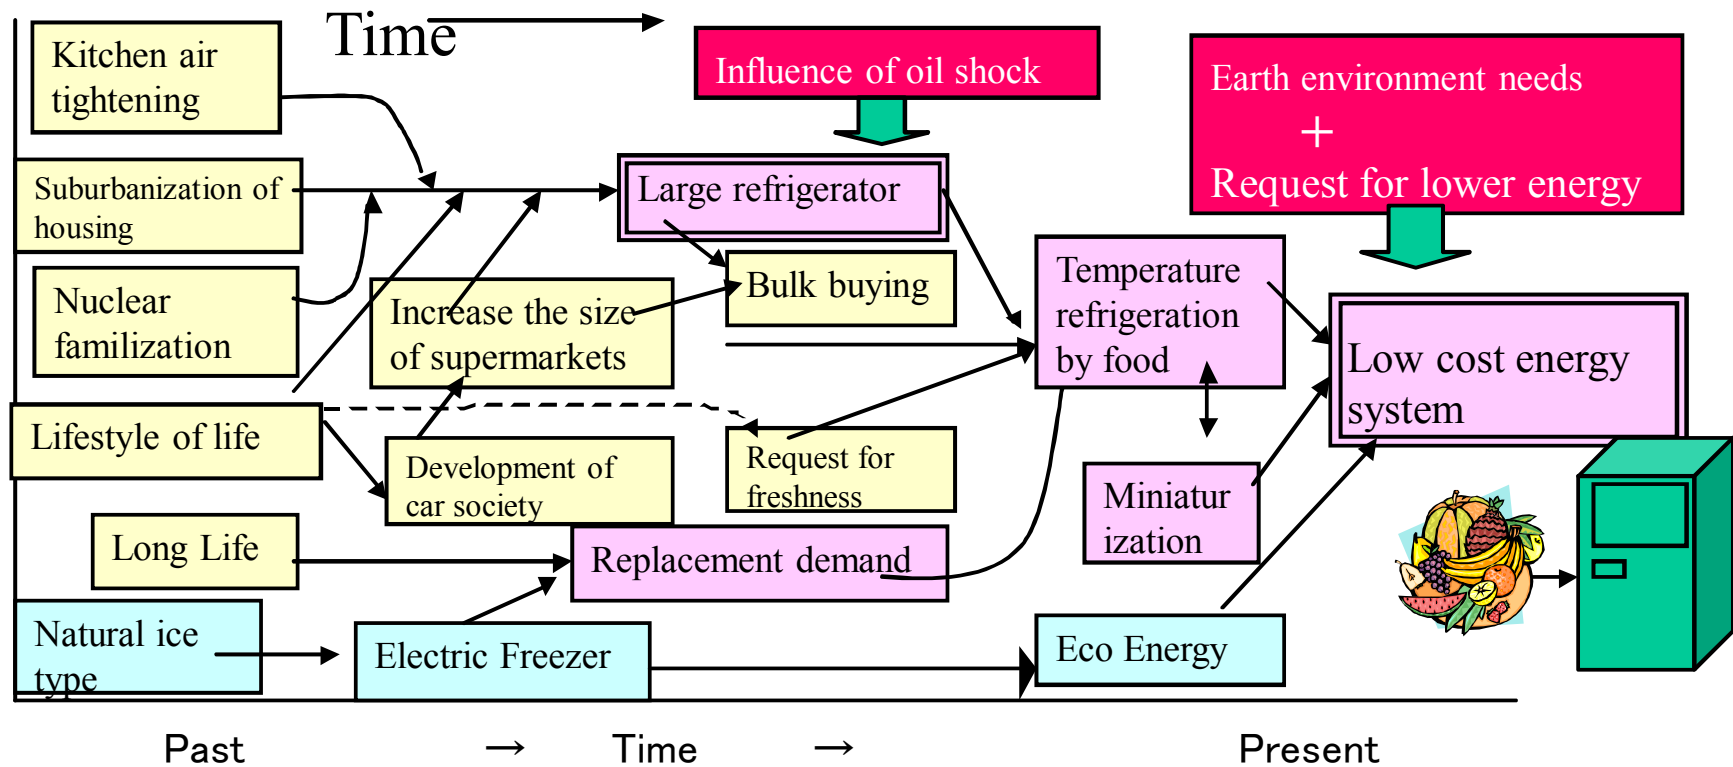 Time
Kitchen air
tightening
Influence of oil shock
Earth environment needs
+
Request for lower energy
Suburbanization of
housing
Large refrigerator
Nuclear
familization
Increase the size
of supermarkets
Bulk buying
Temperature
refrigeration
by food
Low cost energy
system
Lifestyle of life
Development of
car society
Request for
freshness
Miniatur
ization
Long Life
Replacement demand
Natural ice
type
Electric Freezer
Eco Energy
Past → Time → Present